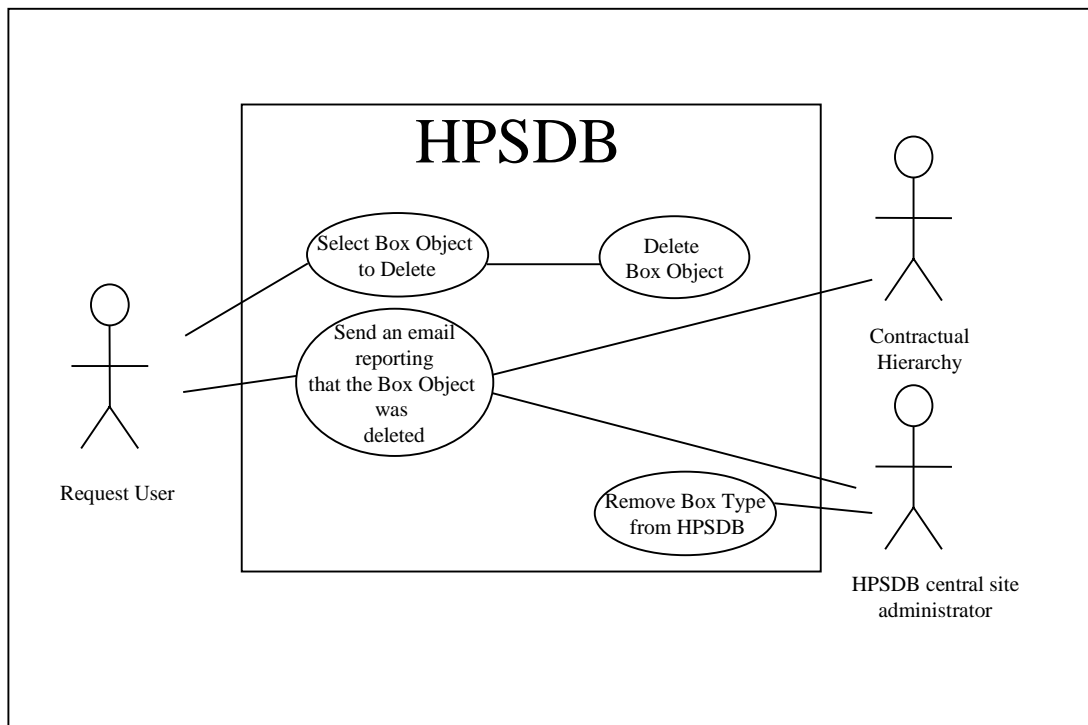 HPSDB
Select Box Object
to Delete
Delete
Box Object
Send an email
reporting
that the Box Object
was
deleted
Contractual
Hierarchy
Request User
Remove Box Type
from HPSDB
HPSDB central site
administrator